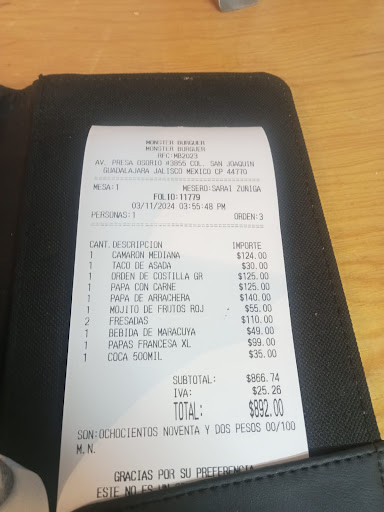 MONSTER BURGUER
MONSTER BURGUER
RFC:MB2023
AV. PRESA OSORIO #3855 COL. SAN JOAQUIN
GUADALAJARA JALISCO MEXICO CP 44770
MESA:1 MESERO:SARAI ZUÑIGA
FOLIO:11779
03/11/2024 03:55:48 PM
PERSONAS:1 ORDEN:3
CANT. DESCRIPCION IMPORTE
1 CAMARON MEDIANA $124.00
1 TACO DE ASADA $30.00
1 ORDEN DE COSTILLA GR $125.00
1 PAPA CON CARNE $125.00
1 PAPA DE ARRACHERA $140.00
1 MOJITO DE FRUTOS ROJ $55.00
2 FRESADAS $110.00
1 BEBIDA DE MARACUYA $49.00
1 PAPAS FRANCESA XL $99.00
1 COCA 500MIL $35.00
SUBTOTAL: $866.74
IVA: $25.26
TOTAL: $892.00
SON:OCHOCIENTOS NOVENTA Y DOS PESOS 00/100
M.N.
GRACIAS POR SU PREFERENCIA
ESTE NO ES UN